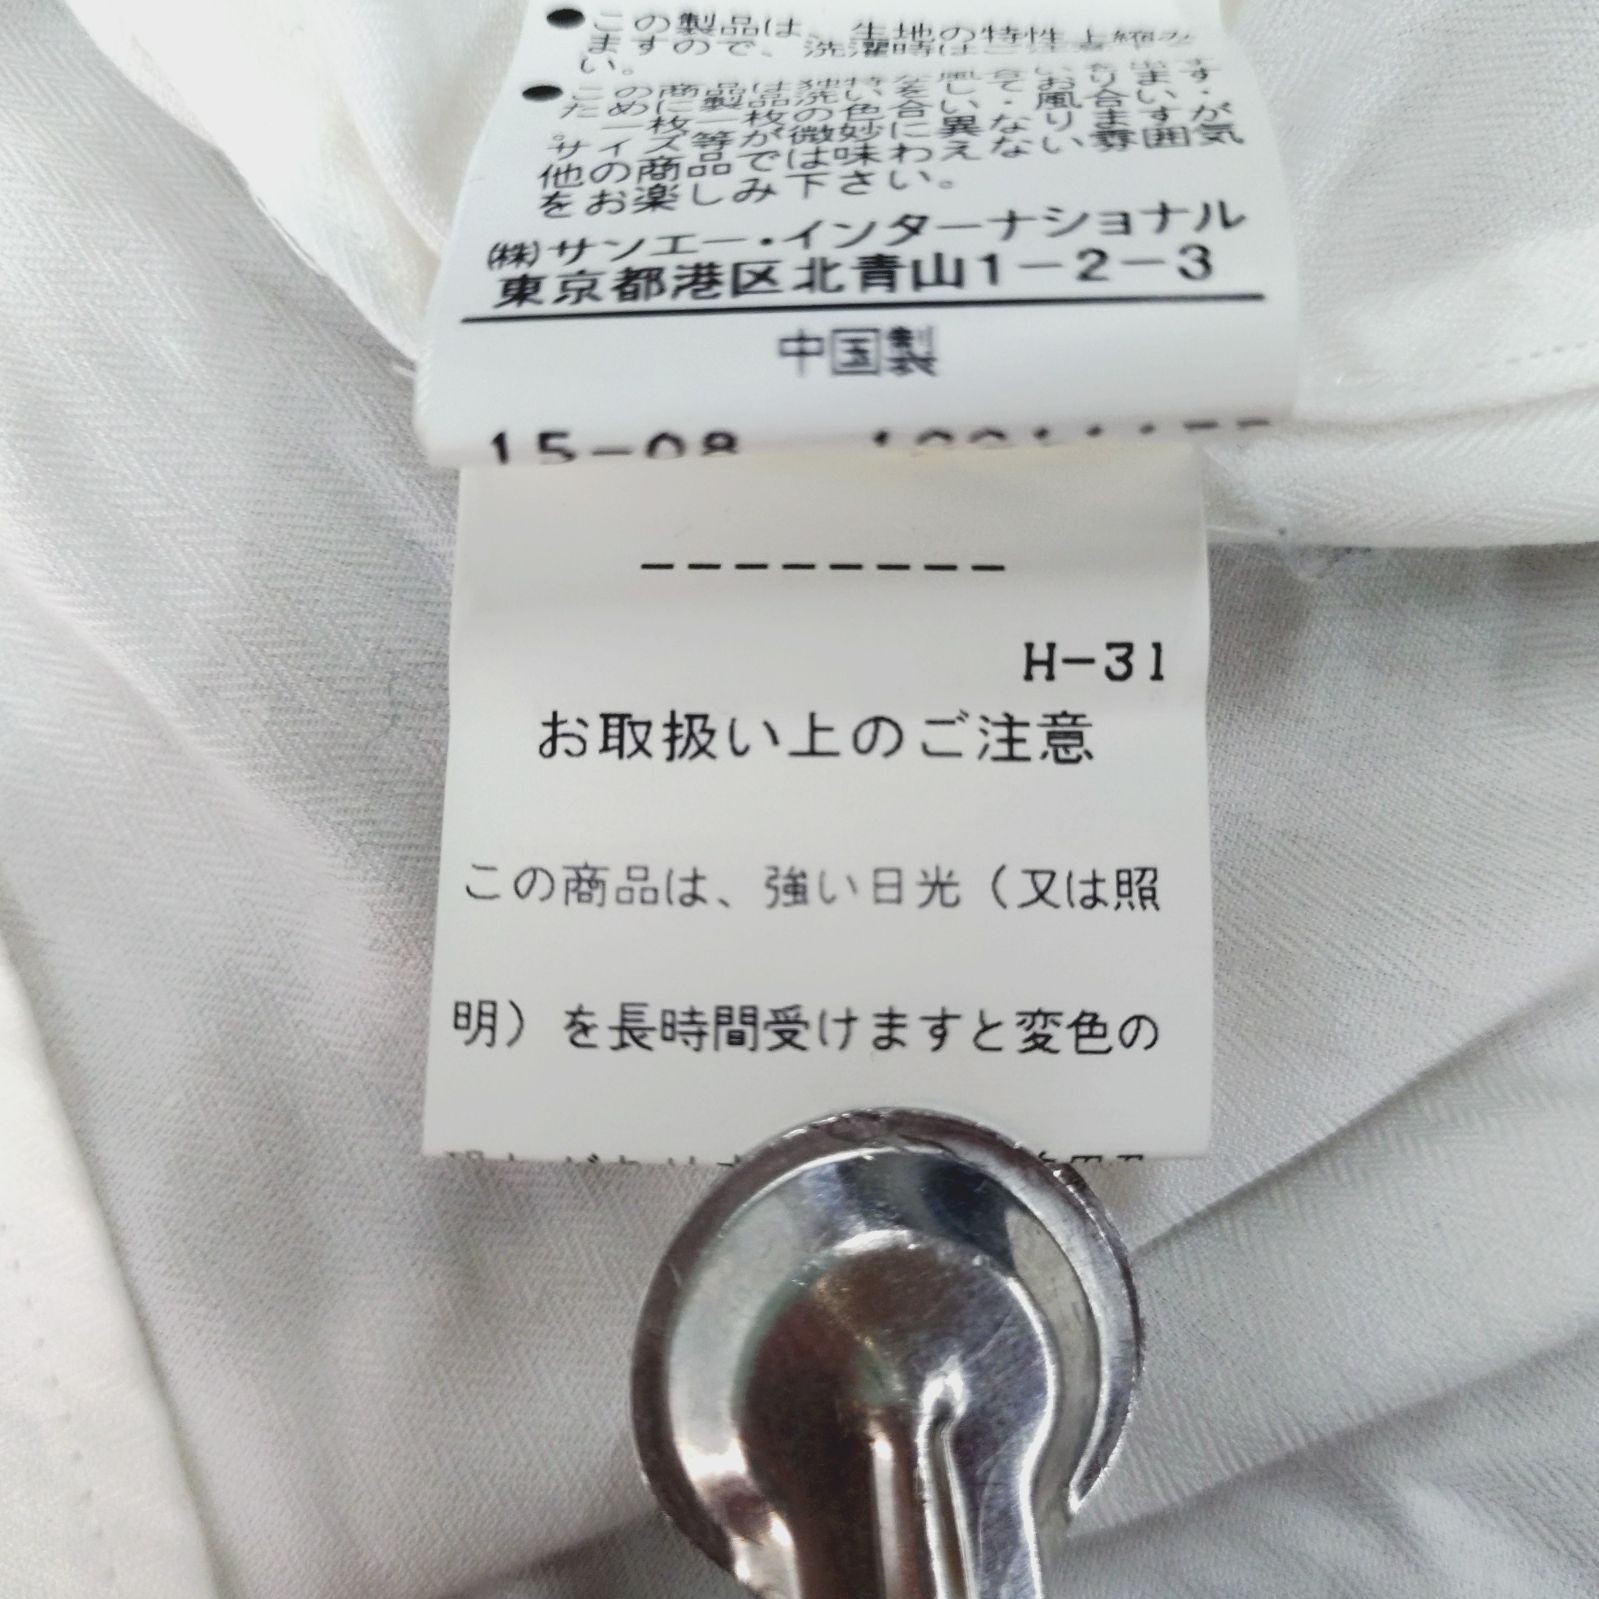 ●この製品は、生地の特性上縮み
ますので、洗濯時はご注意下さ
い。
●この商品は独特な風合いを出す
ために製品洗いをしております
。一枚一枚の色合い・風合い・
サイズ等が微妙に異なりますが
他の商品では味わえない雰囲気
をお楽しみ下さい。
㈱サンエー・インターナショナル
東京都港区北青山1-2-3
中国製
15-08
--------
H-31
お取扱い上のご注意
この商品は、強い日光(又は照
明)を長時間受けますと変色の